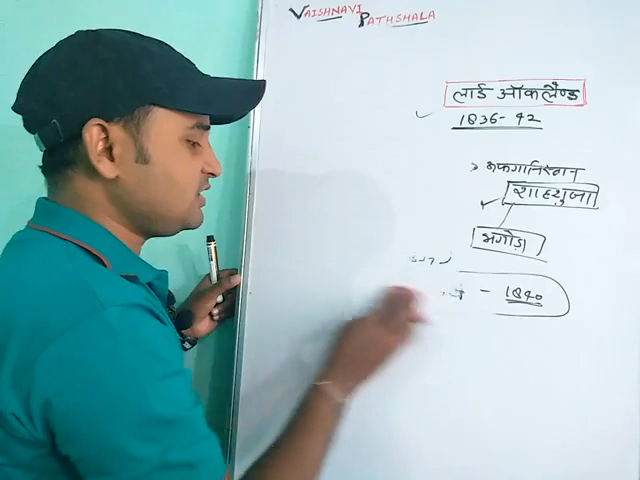 VAISHNAVI PATHSHALA
लार्ड ऑकलैण्ड
1836-42
> अफगानिस्तान
शाहशुजा
भगोड़ा
- 1840